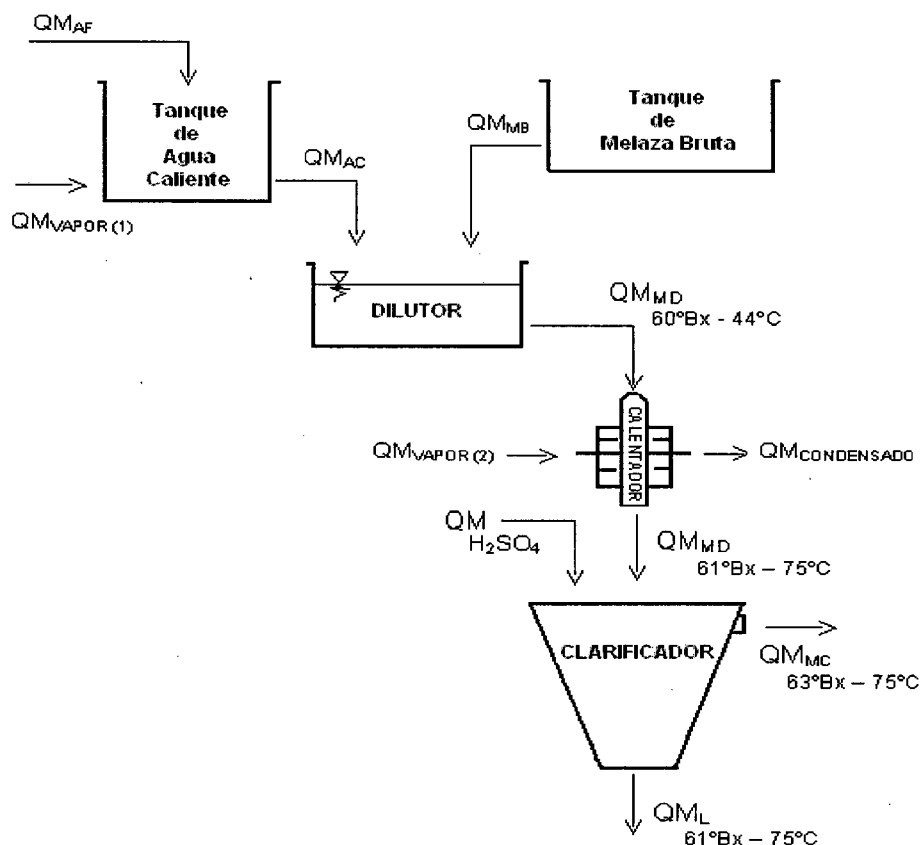 QMAF
Tanque
de
Agua
Caliente
QMVAPOR (1)
QMAC
QMMB
Tanque
de
Melaza Bruta
DILUTOR
QMMD
60°Bx - 44°C
QMVAPOR (2)
CALENTADOR
QMCONDENSADO
QM
H2SO4
QMMD
61°Bx – 75°C
CLARIFICADOR
QMMC
63°Bx – 75°C
QML
61°Bx – 75°C